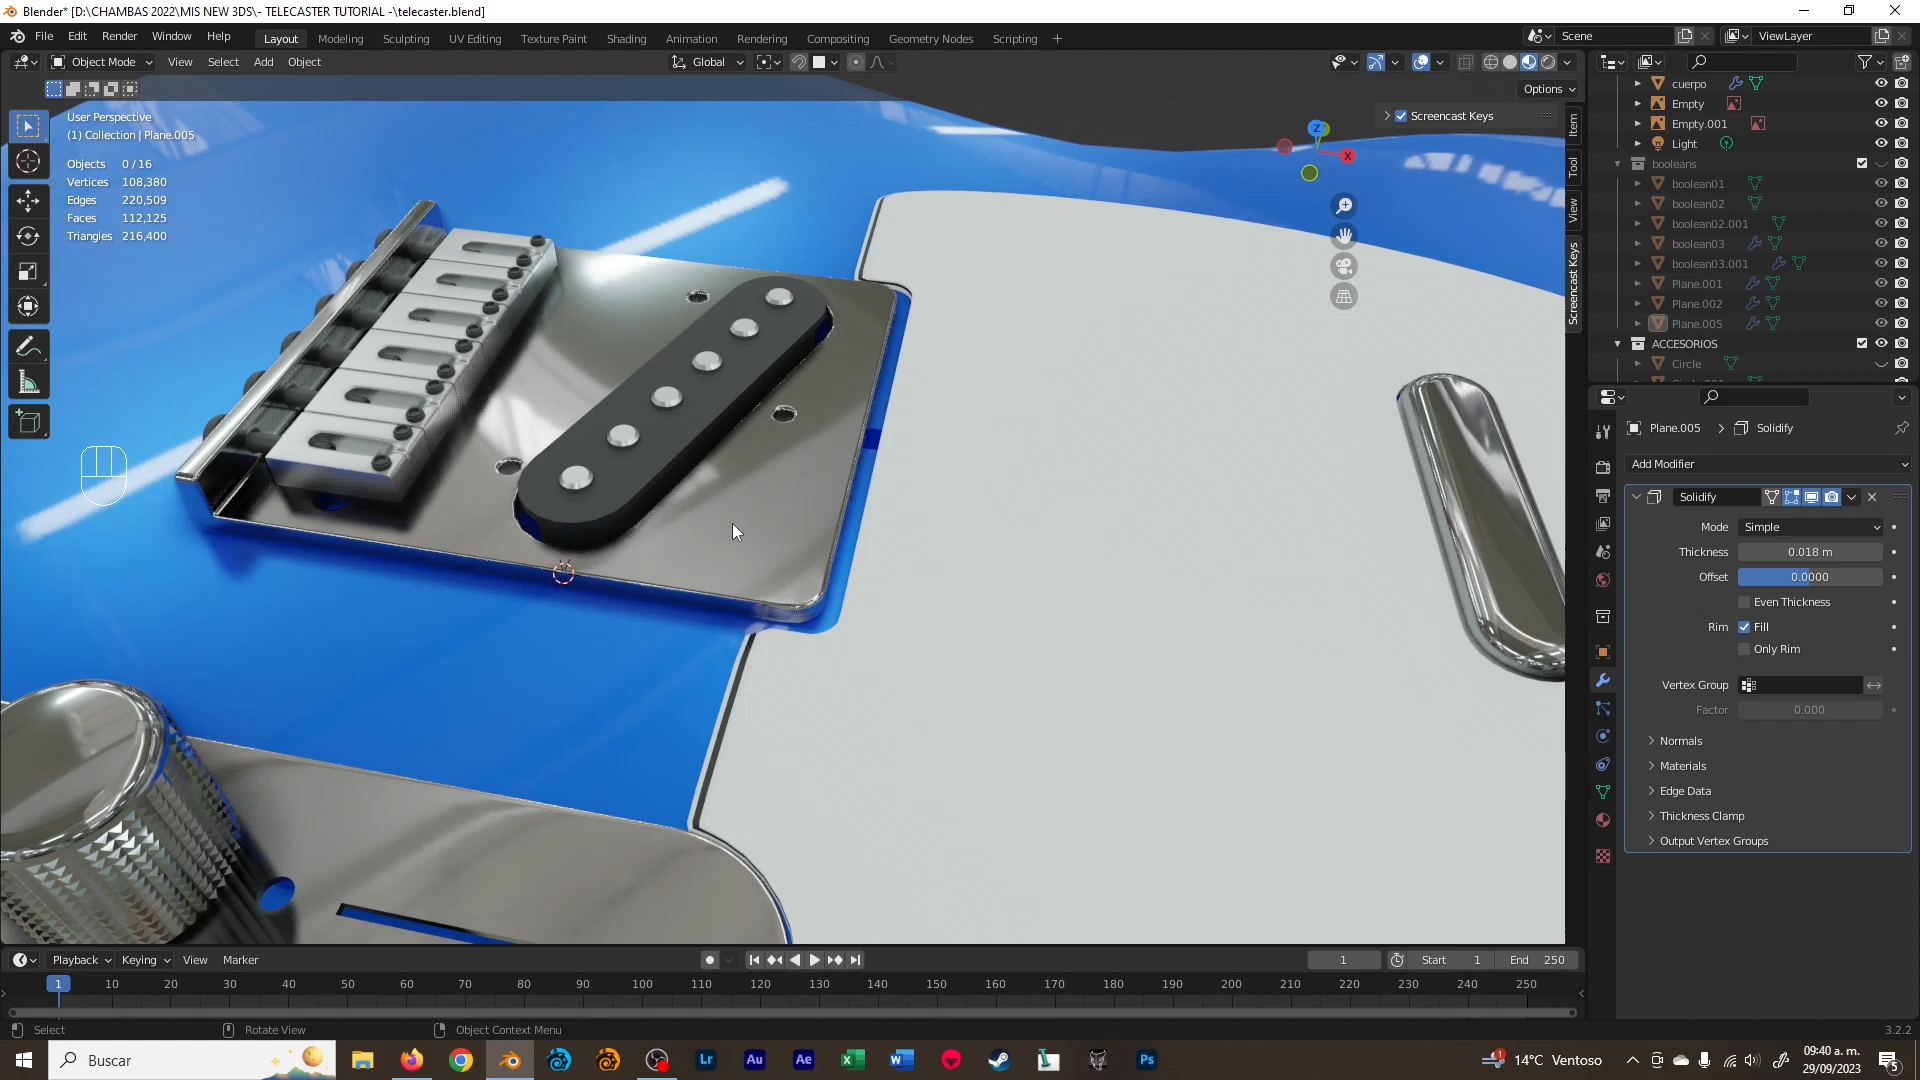 Blender* [D:\CHAMBAS 2022\MIS NEW 3DS\- TELECASTER TUTORIAL -\telecaster.blend]
File Edit Render Window Help
Layout Modeling Sculpting UV Editing Texture Paint Shading Animation Rendering Compositing Geometry Nodes Scripting +
Scene
ViewLayer
Object Mode View Select Add Object
Global
Options
User Perspective
(1) Collection | Plane.005
Objects 0 / 16
Vertices 108,380
Edges 220,509
Faces 112,125
Triangles 216,400
Screencast Keys
Z
X
Item
Tool
View
Screencast Keys
cuerpo
Empty
Empty.001
Light
booleans
boolean01
boolean02
boolean02.001
boolean03
boolean03.001
Plane.001
Plane.002
Plane.005
ACCESORIOS
Circle
Plane.005 > Solidify
Add Modifier
Solidify
Mode Simple
Thickness 0.018 m
Offset 0.0000
Even Thickness
Rim Fill
Only Rim
Vertex Group
Factor 0.000
Normals
Materials
Edge Data
Thickness Clamp
Output Vertex Groups
Playback Keying View Marker
1
Start 1
End 250
1 10 20 30 40 50 60 70 80 90 100 110 120 130 140 150 160 170 180 190 200 210 220 230 240 250
Select
Rotate View
Object Context Menu
3.2.2
Buscar
Lr
Au
Ae
Ps
1
14°C Ventoso
09:40 a. m.
29/09/2023
5